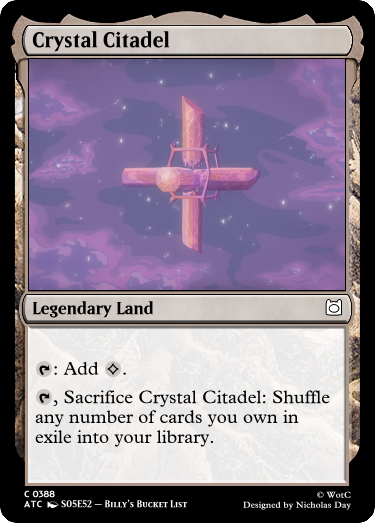 Crystal Citadel
Legendary Land
: Add .
, Sacrifice Crystal Citadel: Shuffle
any number of cards you own in
exile into your library.
C 0388
ATC S05E52 — Billy's Bucket List
© WotC
Designed by Nicholas Day